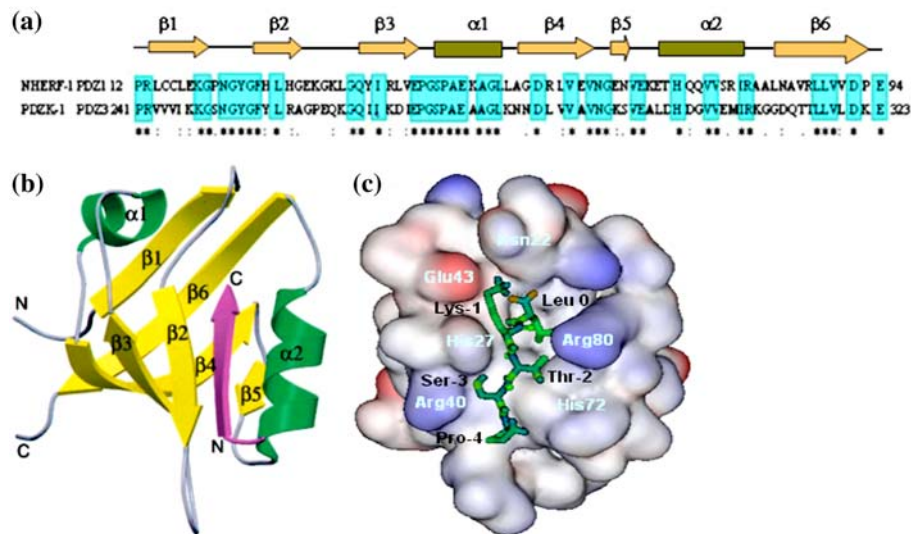 (a) β1 β2 β3 α1 β4 β5 α2 β6
NHERF-1 PDZ1 12 PRLCCLEKGPNGYGFHLHGEKGKLGQYIRLVEPGSPAEKAGLLAGDRLVEVNGENVEKETHQQVVSRIRAALNAVRLLVVDPE 94
PDZK-1 PDZ3 241 PRVVVIKKGSNGYGFYLRAGPEQKGQIIKDIEPGSPAEAAGLKNNDLVVAVNGKSVEALDHDGVVEMIRKGGDQTTLLVLDKE 323
(b)
α1
β1
N
β3
β2
β6
C
β4
α2
β5
C
N
(c)
Asn22
Glu43
Lys-1
Leu 0
His27
Arg80
Ser-3
Thr-2
Arg40
His72
Pro-4